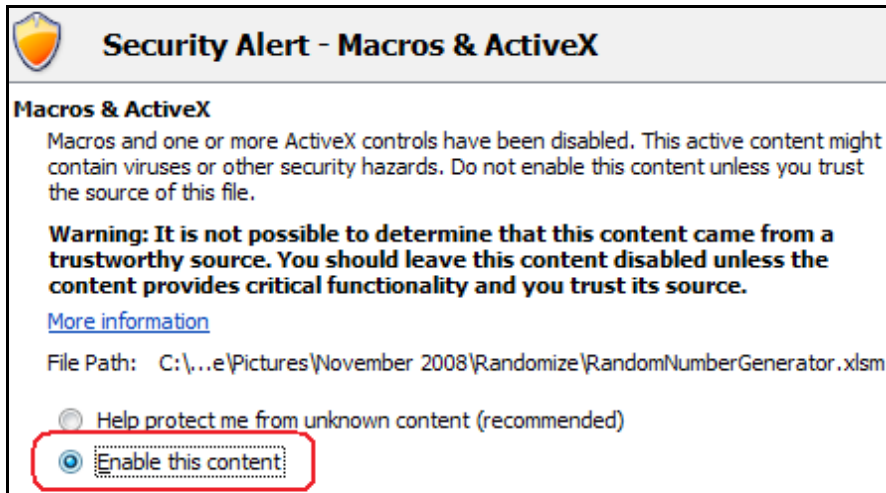 Security Alert - Macros & ActiveX
Macros & ActiveX
Macros and one or more ActiveX controls have been disabled. This active content might
contain viruses or other security hazards. Do not enable this content unless you trust
the source of this file.
Warning: It is not possible to determine that this content came from a
trustworthy source. You should leave this content disabled unless the
content provides critical functionality and you trust its source.
More information
File Path: C:\...e\Pictures\November 2008\Randomize\RandomNumberGenerator.xlsm
Help protect me from unknown content (recommended)
Enable this content